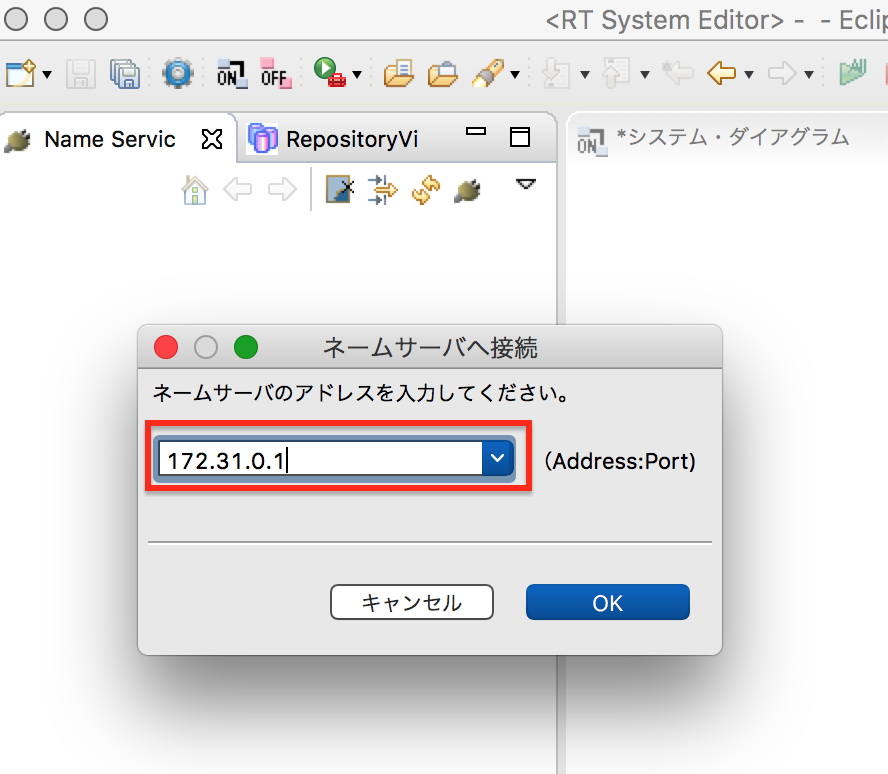 <RT System Editor> - - Eclip
ON
OFF
Name Servic
RepositoryVi
ON
*システム・ダイアグラム
ネームサーバへ接続
ネームサーバのアドレスを入力してください。
172.31.0.1
(Address:Port)
キャンセル
OK